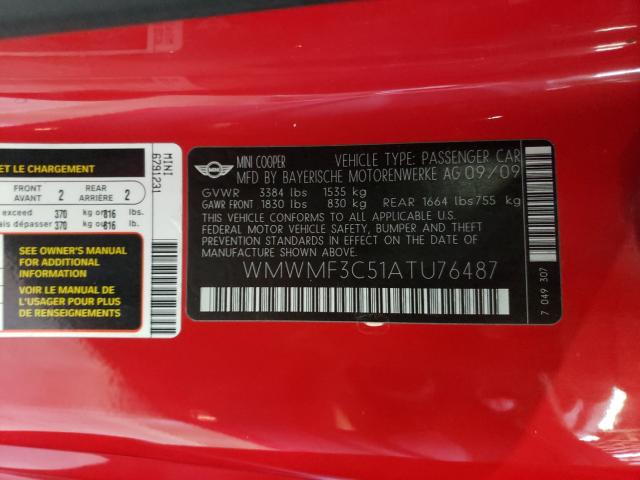 ET LE CHARGEMENT
FRONT AVANT 2 REAR ARRIÈRE 2
exceed 370 kg or 816 lbs.
ais dépasser 370 kg ou 816 lb.
SEE OWNER'S MANUAL
FOR ADDITIONAL
INFORMATION
VOIR LE MANUEL DE
L'USAGER POUR PLUS
DE RENSEIGNEMENTS
MINI
6791231
MINI COOPER VEHICLE TYPE: PASSENGER CAR
MFD BY BAYERISCHE MOTORENWERKE AG 09/09
GVWR 3384 lbs 1535 kg
GAWR FRONT 1830 lbs 830 kg REAR 1664 lbs 755 kg
THIS VEHICLE CONFORMS TO ALL APPLICABLE U.S.
FEDERAL MOTOR VEHICLE SAFETY, BUMPER AND THEFT
PREVENTION STANDARDS IN EFFECT ON THE DATE OF
MANUFACTURE SHOWN ABOVE.
WMWMF3C51ATU76487
7 049 307